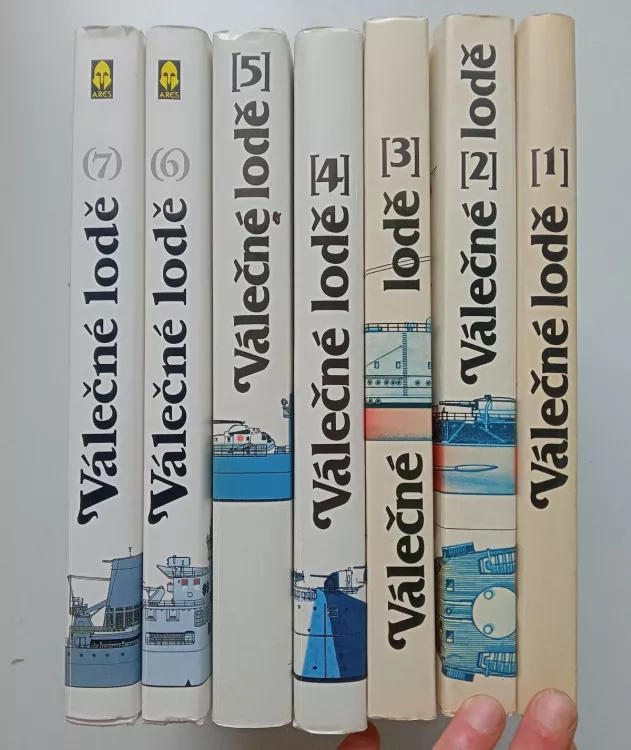 ARES
Válečné lodě (7)
ARES
Válečné lodě (6)
Válečné lodě [5]
Válečné lodě [4]
Válečné lodě [3]
Válečné [2] lodě
Válečné lodě [1]